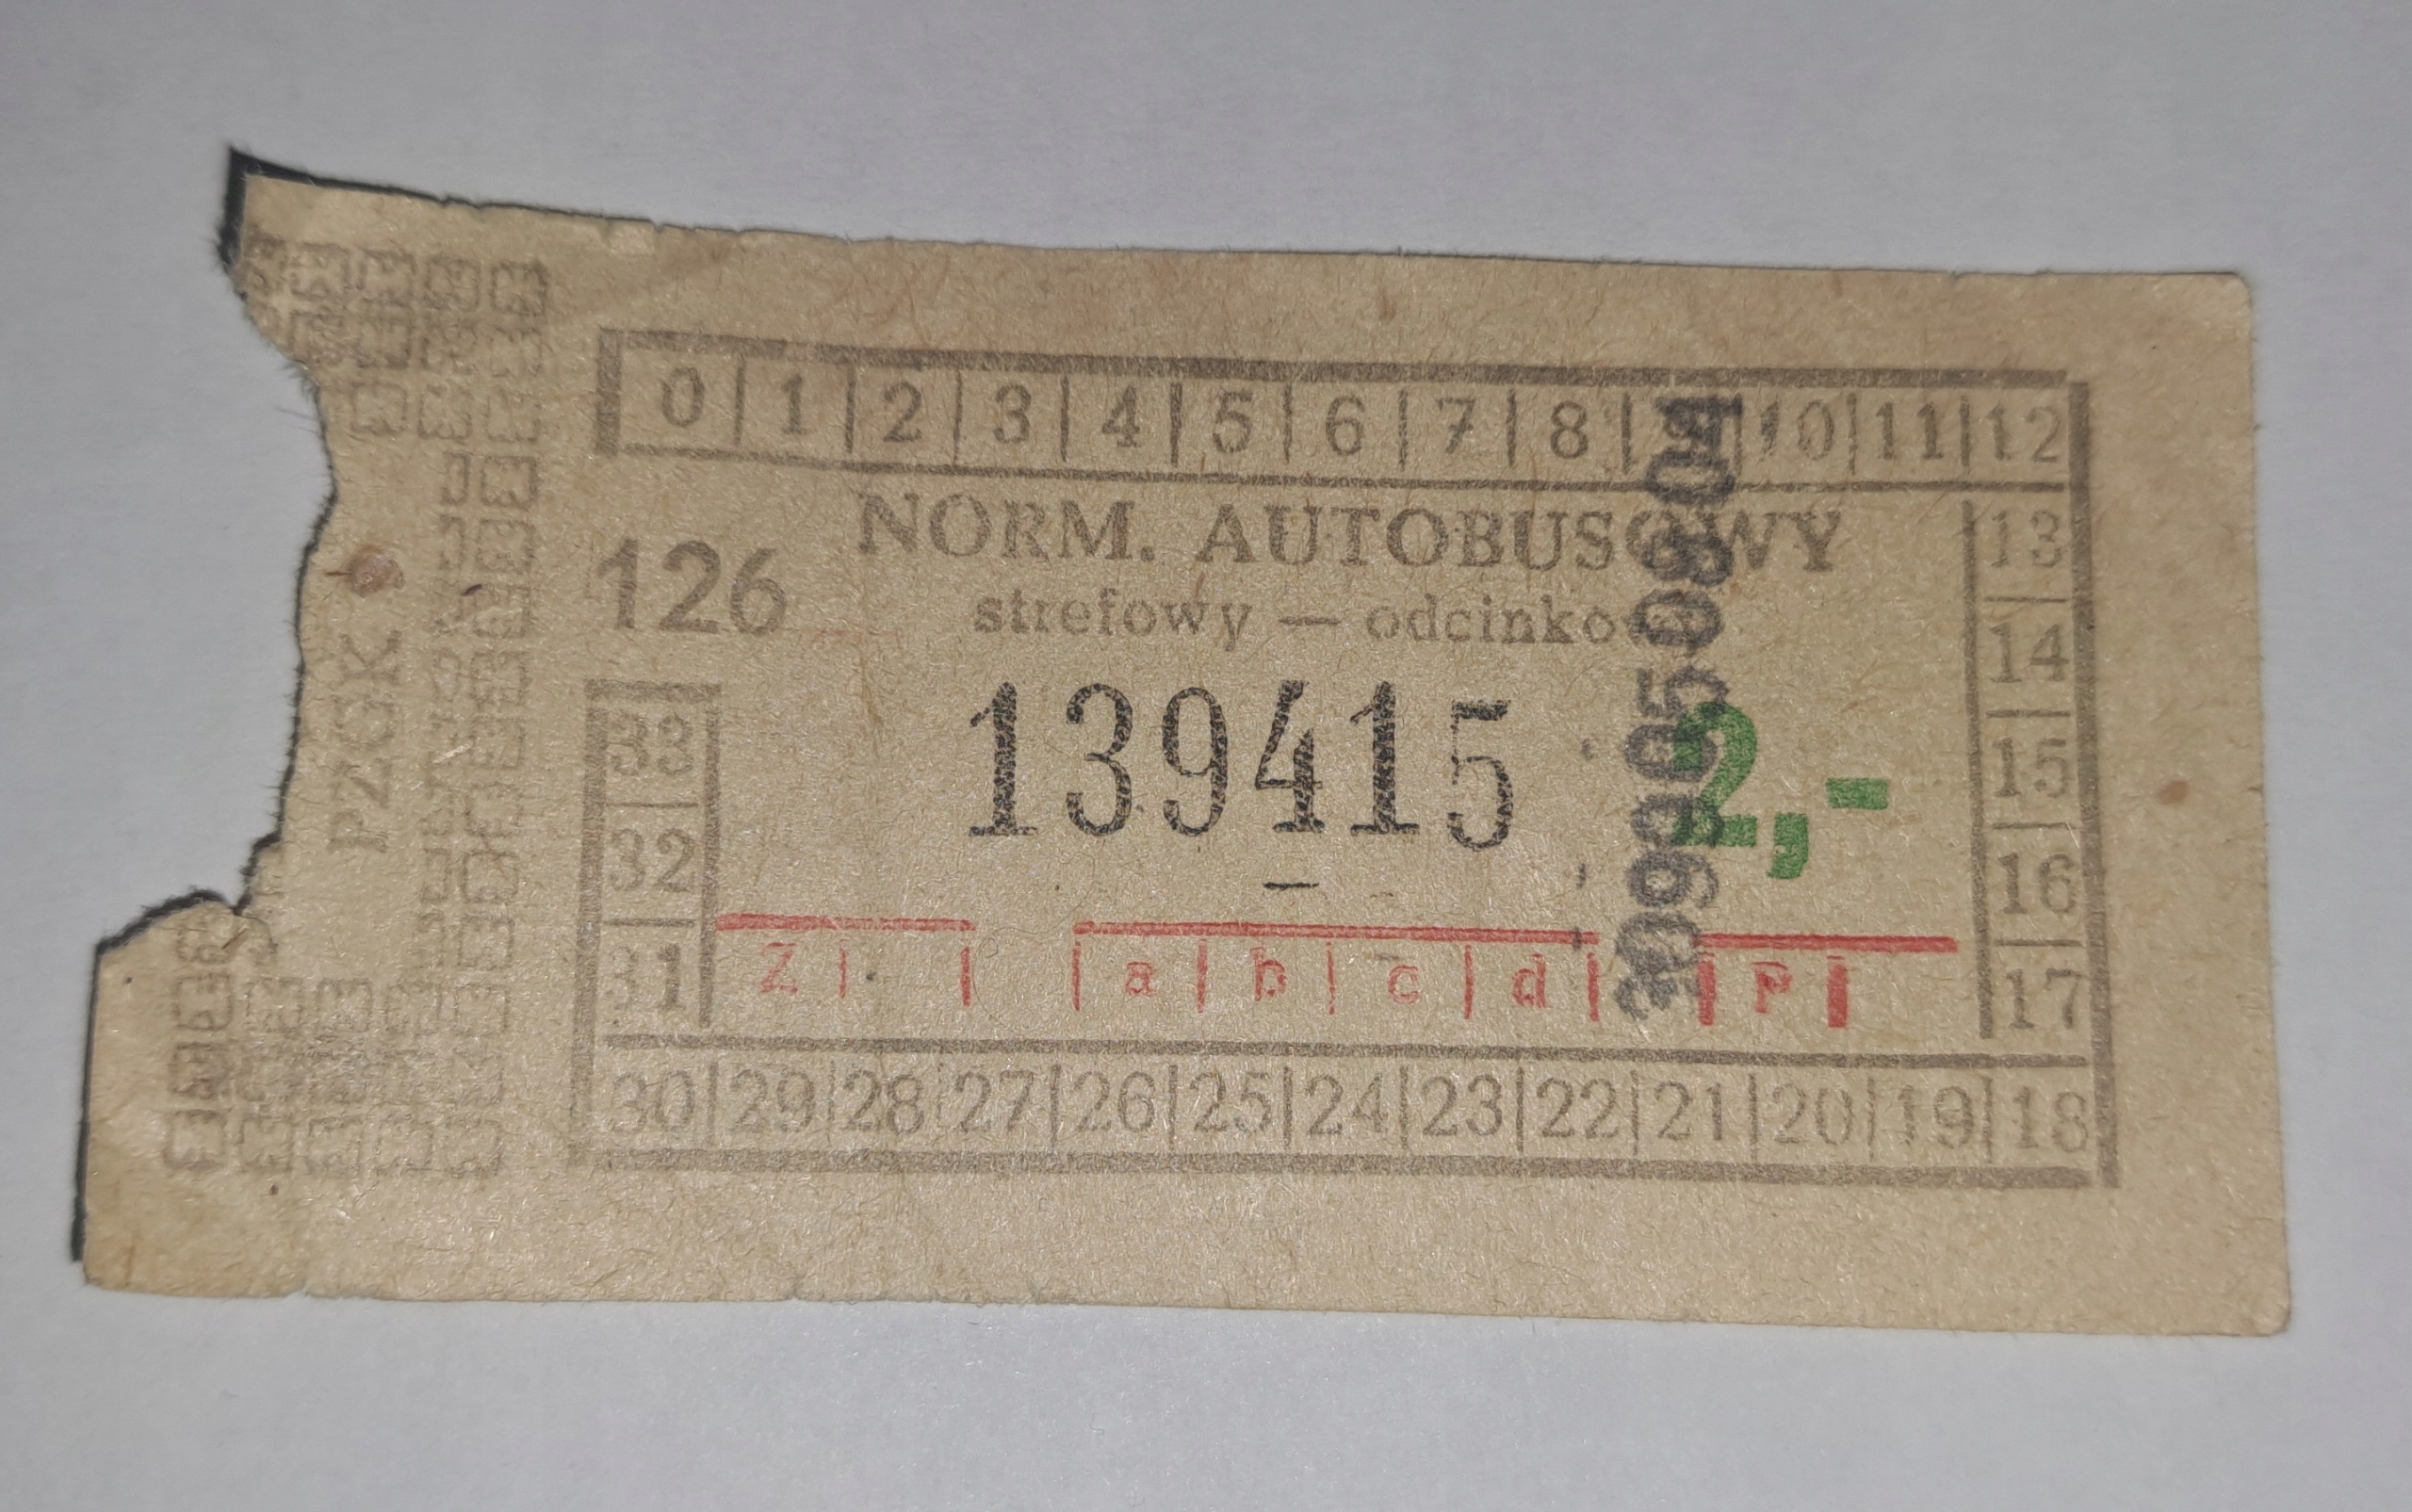 PZGK
0 1 2 3 4 5 6 7 8 10 11 12
126 NORM. AUTOBUSOWY
strefowy — odcinkowy
13
14
15
16
17
139415
2,-
33
32
31
Z a b c d P
30 29 28 27 26 25 24 23 22 21 20 19 18